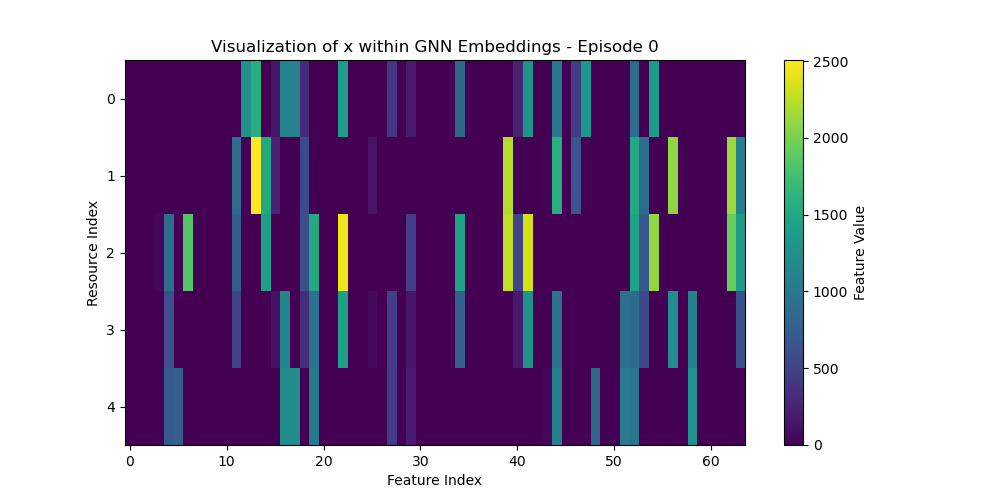 Visualization of x within GNN Embeddings - Episode 0
Resource Index
0
1
2
3
4
0 10 20 30 40 50 60
Feature Index
2500
2000
1500
1000
500
0
Feature Value